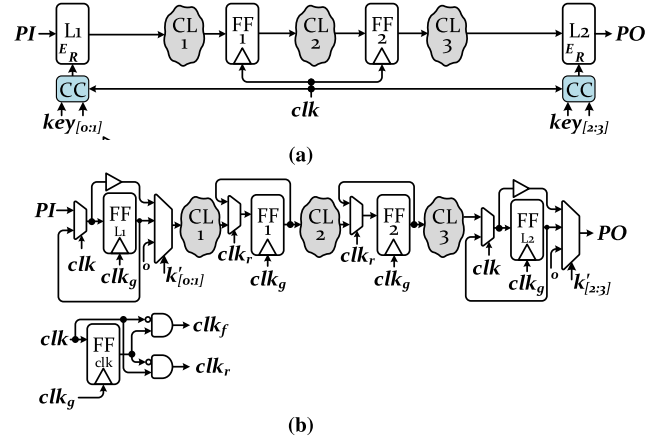 PI L1 E R CL 1 FF 1 CL 2 FF 2 CL 3 L2 E R PO
CC clk CC
key[0:1] key[2:3]
(a)
PI FF L1 CL 1 FF 1 CL 2 FF 2 CL 3 FF L2 PO
clk clkg 0 k'[0:1] clkr clkg clkr clkg clk clkg 0 k'[2:3]
clk FF clk clkf
clkr
clkg
(b)